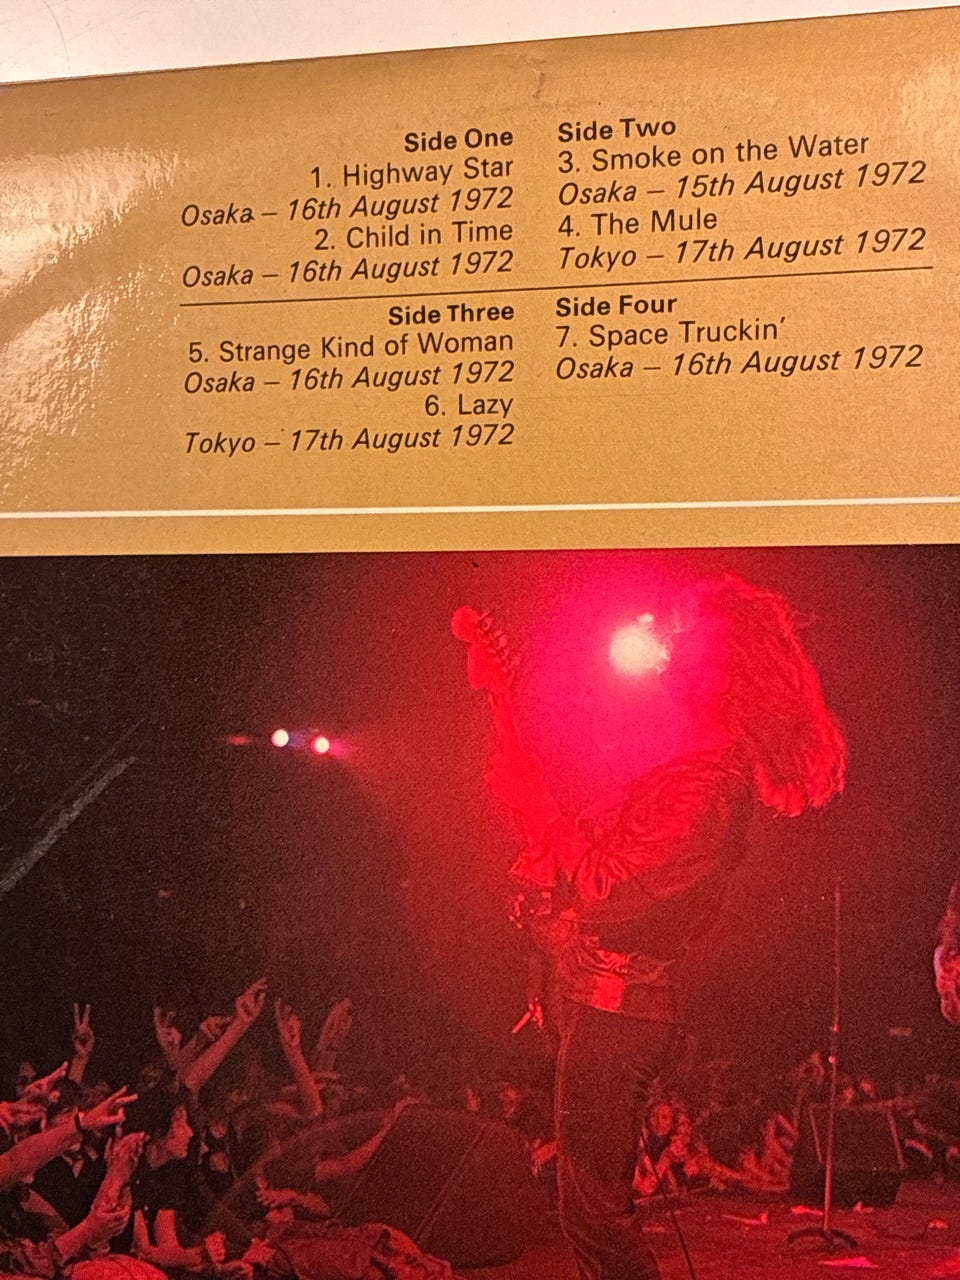 Side One
1. Highway Star
Osaka – 16th August 1972
2. Child in Time
Osaka – 16th August 1972
Side Two
3. Smoke on the Water
Osaka – 15th August 1972
4. The Mule
Tokyo – 17th August 1972
Side Three
5. Strange Kind of Woman
Osaka – 16th August 1972
6. Lazy
Tokyo – 17th August 1972
Side Four
7. Space Truckin’
Osaka – 16th August 1972